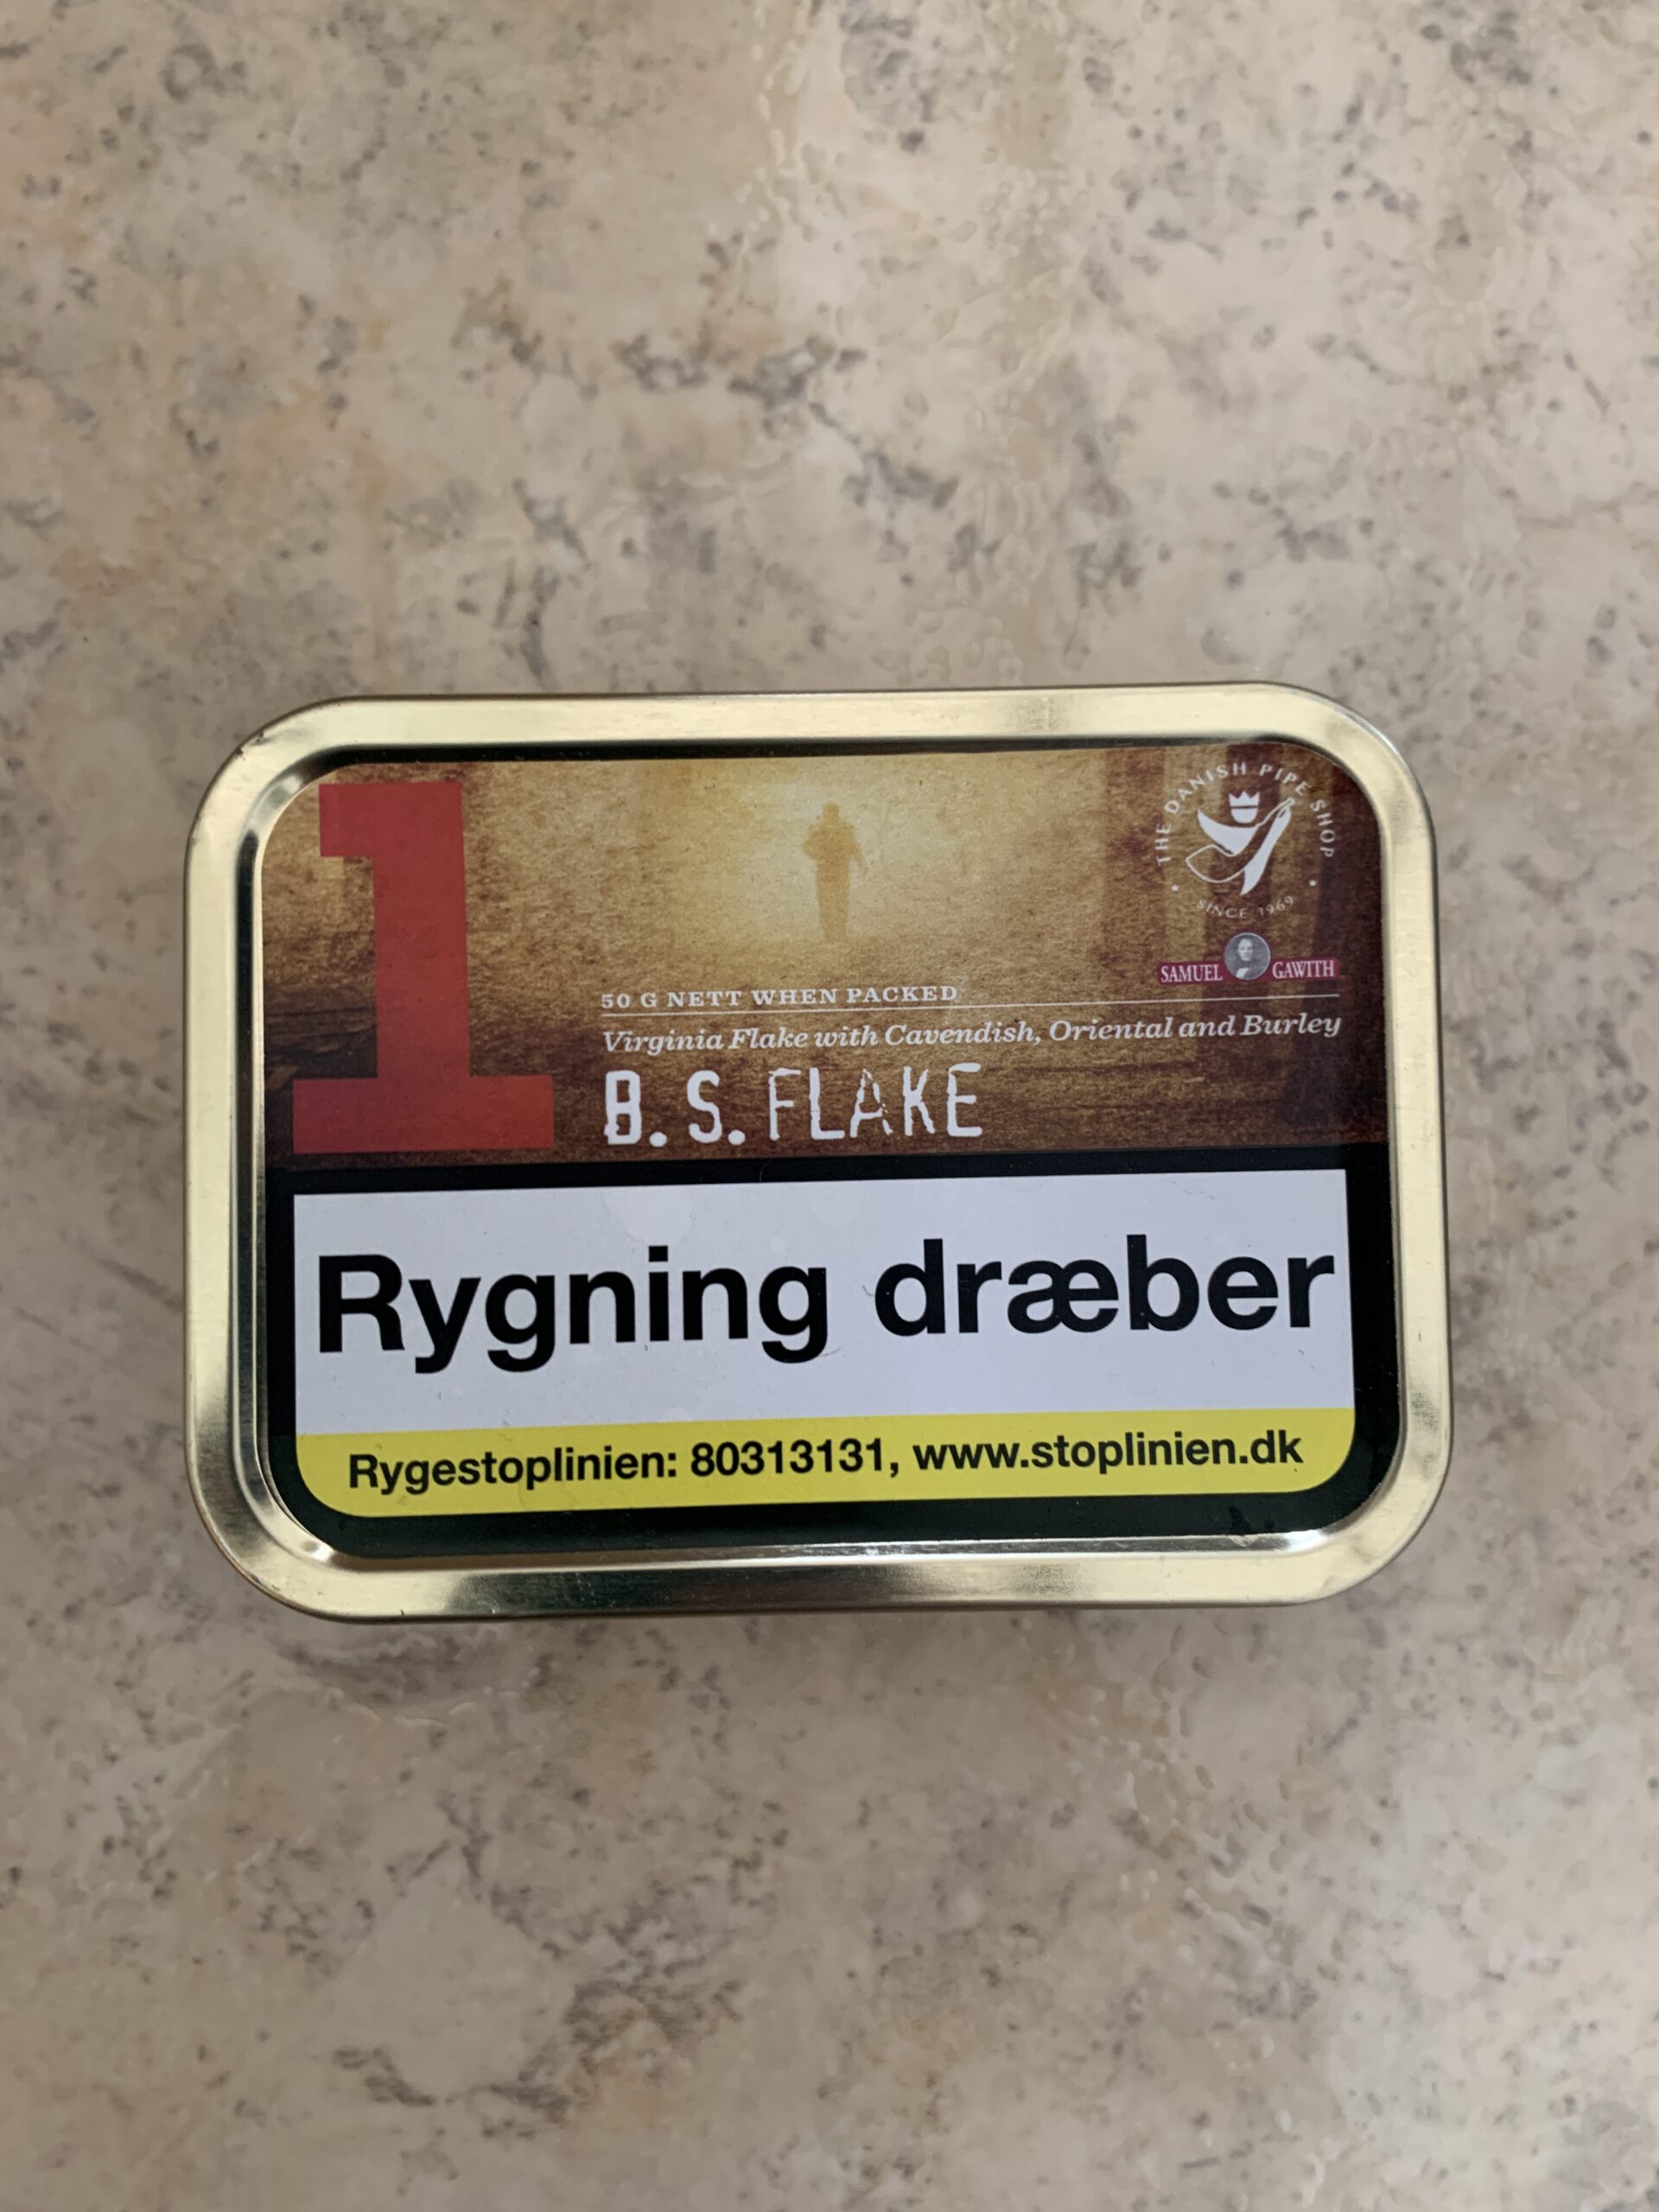 1
THE DANISH PIPE SHOP
SINCE 1969
SAMUEL GAWITH
50 G NETT WHEN PACKED
Virginia Flake with Cavendish, Oriental and Burley
B.S. FLAKE
Rygning dræber
Rygestoplinien: 80313131, www.stoplinien.dk